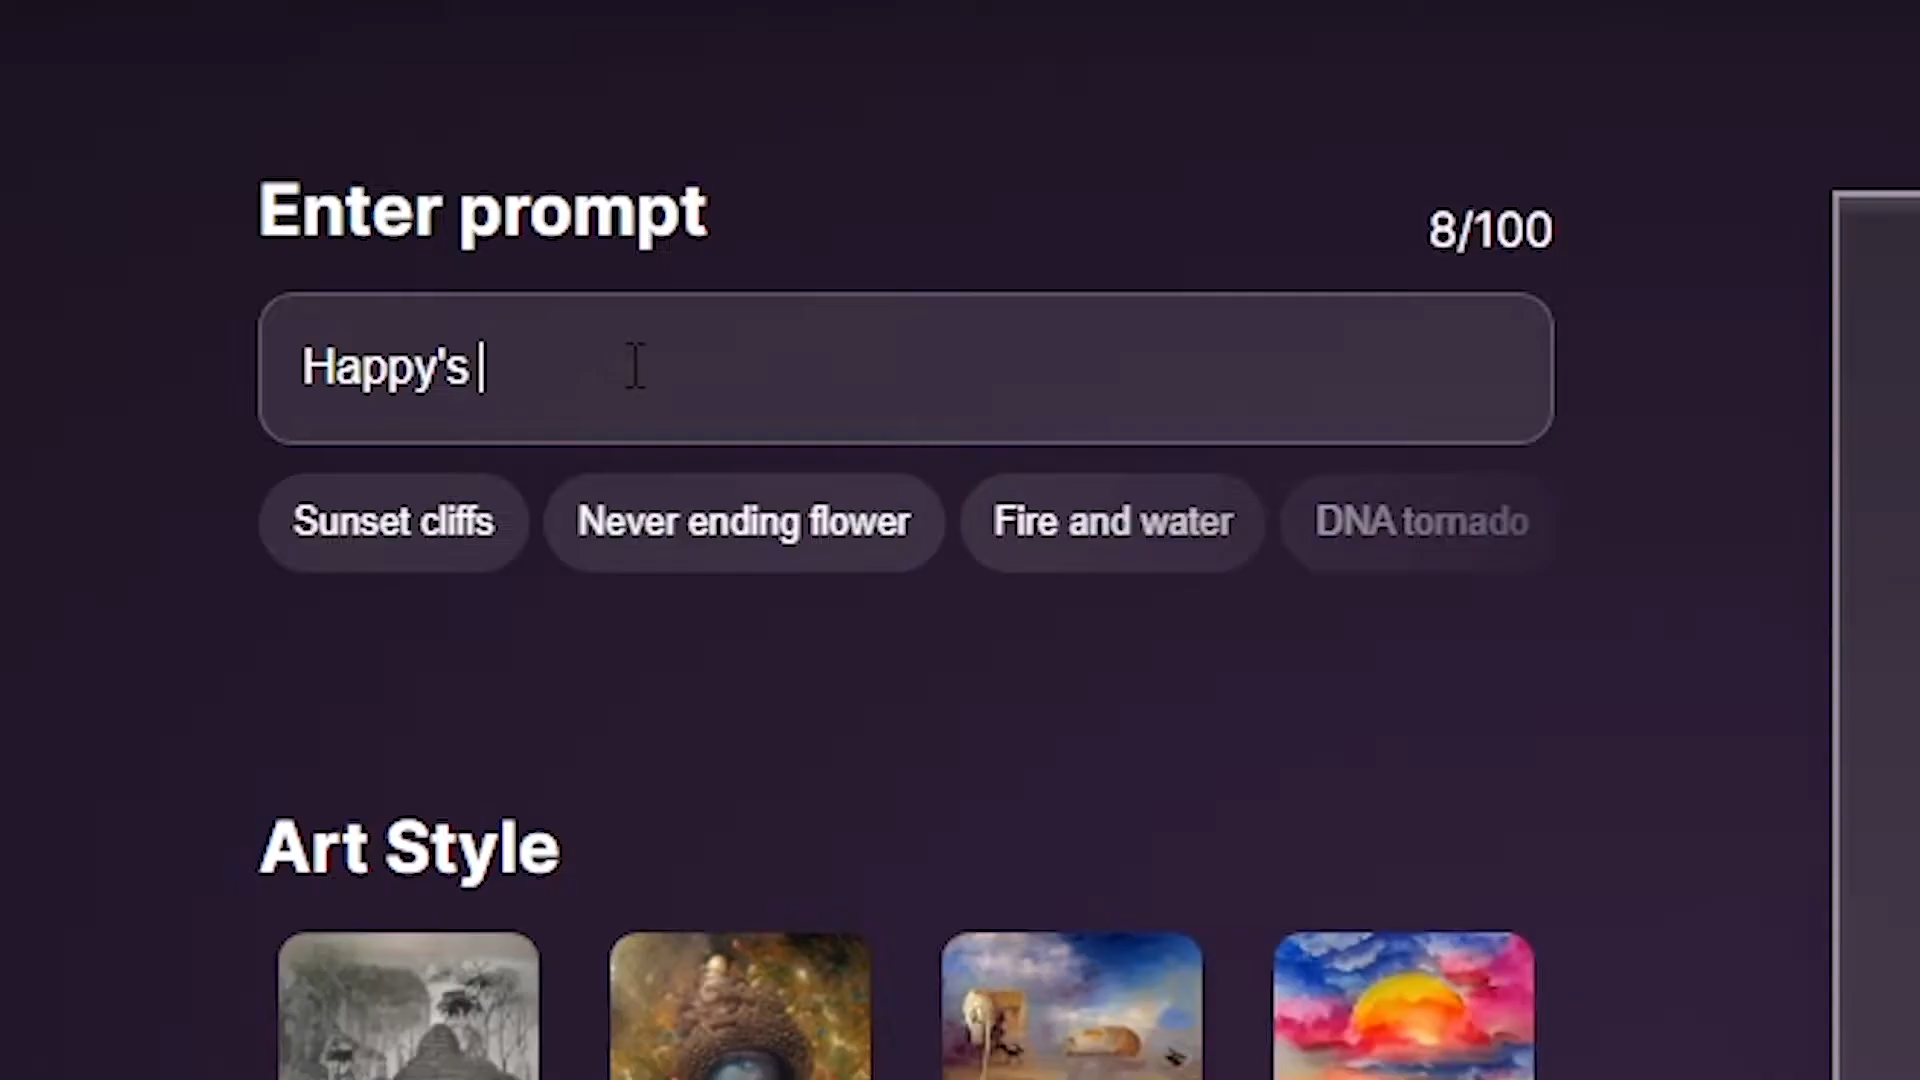 Enter prompt
8/100
Happy's
Sunset cliffs
Never ending flower
Fire and water
DNA tornado
Art Style